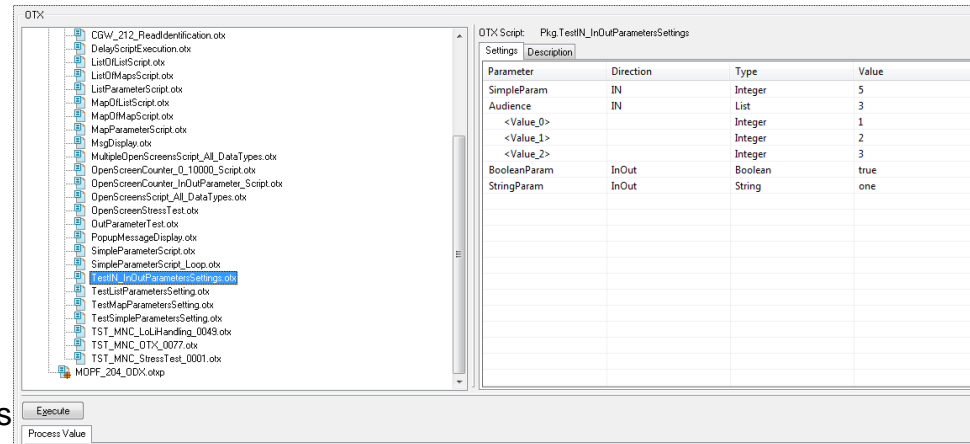 OTX
CGW_212_ReadIdentification.otx
DelayScriptExecution.otx
ListOfListScript.otx
ListOfMapsScript.otx
ListParameterScript.otx
MapOfListScript.otx
MapOfMapScript.otx
MapParameterScript.otx
MsgDisplay.otx
MultipleOpenScreensScript_All_DataTypes.otx
OpenScreenCounter_0_10000_Script.otx
OpenScreenCounter_InOutParameter_Script.otx
OpenScreensScript_All_DataTypes.otx
OpenScreenStressTest.otx
OutParameterTest.otx
PopupMessageDisplay.otx
SimpleParameterScript.otx
SimpleParameterScript_Loop.otx
TestIN_InOutParametersSettings.otx
TestListParametersSetting.otx
TestMapParametersSetting.otx
TestSimpleParametersSetting.otx
TST_MNC_LoLiHandling_0049.otx
TST_MNC_OTX_0077.otx
TST_MNC_StressTest_0001.otx
MOPF_204_ODX.otxp
OTX Script: Pkg.TestIN_InOutParametersSettings
Settings Description
Parameter Direction Type Value
SimpleParam IN Integer 5
Audience IN List 3
<Value_0> Integer 1
<Value_1> Integer 2
<Value_2> Integer 3
BooleanParam InOut Boolean true
StringParam InOut String one
s Execute
Process Value